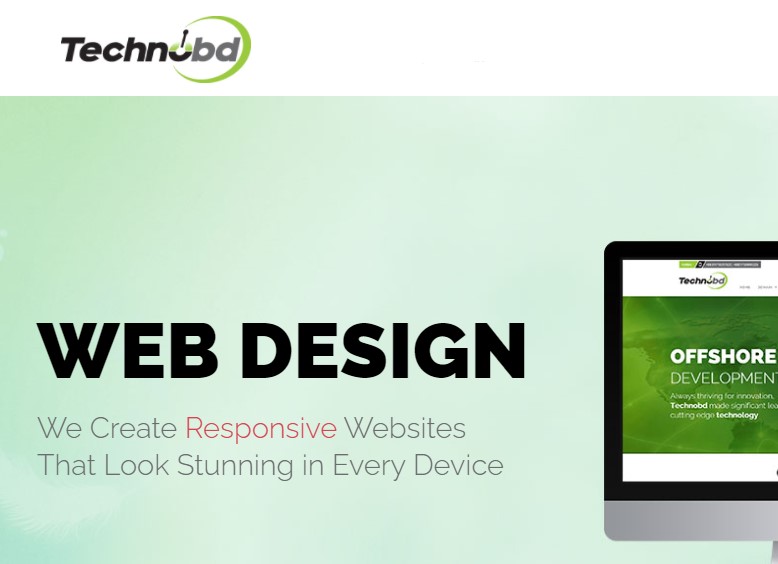 Technobd
WEB DESIGN
We Create Responsive Websites
That Look Stunning in Every Device
Technobd
HOME
OFFSHORE
DEVELOPMENT
Always thriving for innovation,
Technobd made significant lea
cutting edge technology